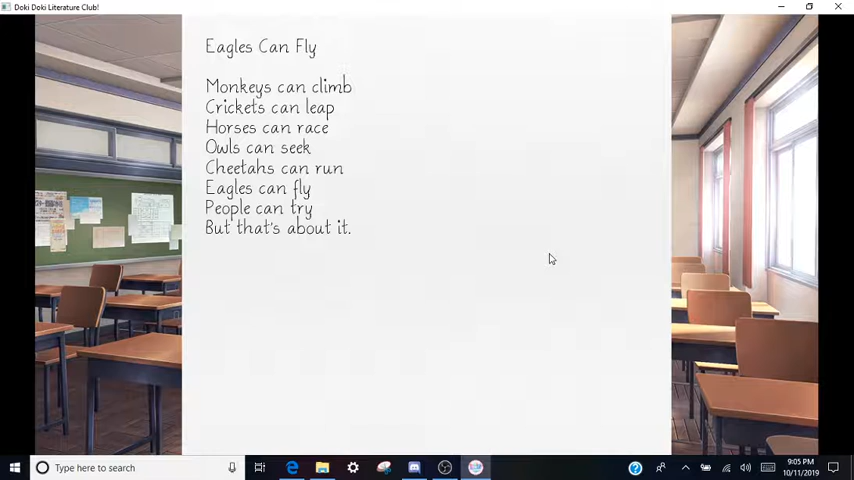 Doki Doki Literature Club!
Eagles Can Fly
Monkeys can climb
Crickets can leap
Horses can race
Owls can seek
Cheetahs can run
Eagles can fly
People can try
But that's about it.
Type here to search
9:05 PM
10/11/2019